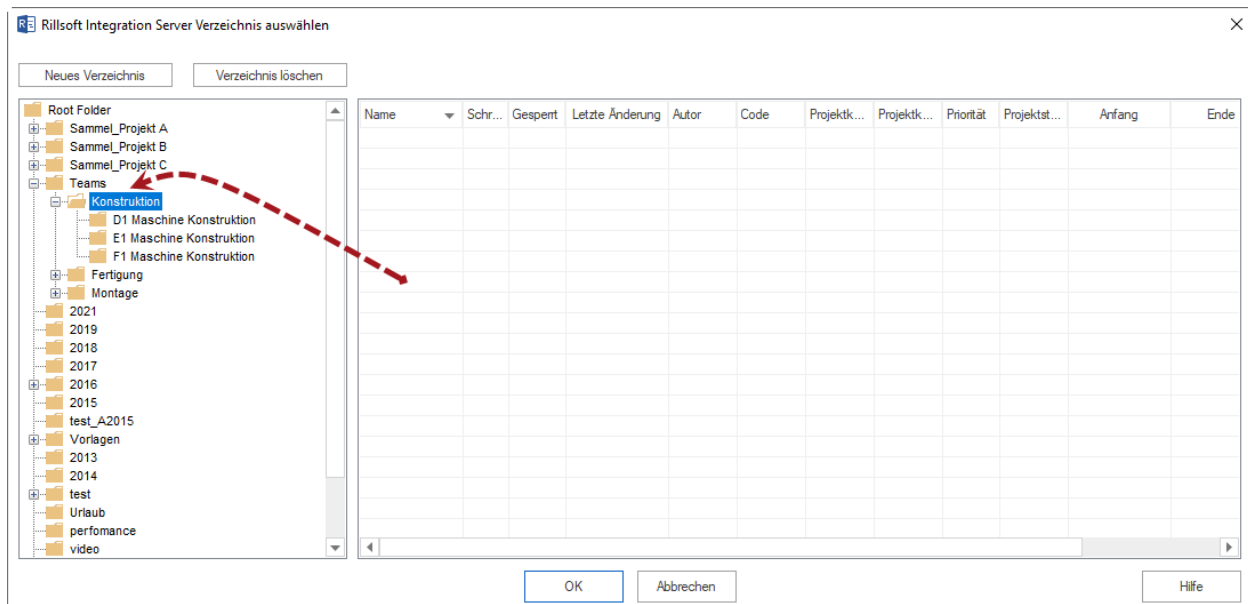 Rillsoft Integration Server Verzeichnis auswählen
Neues Verzeichnis Verzeichnis löschen
Root Folder
Sammel_Projekt A
Sammel_Projekt B
Sammel_Projekt C
Teams
Konstruktion
D1 Maschine Konstruktion
E1 Maschine Konstruktion
F1 Maschine Konstruktion
Fertigung
Montage
2021
2019
2018
2017
2016
2015
test_A2015
Vorlagen
2013
2014
test
Urlaub
perfomance
video
Name Schr... Gesperrt Letzte Änderung Autor Code Projektk... Projektk... Priorität Projektst... Anfang Ende
OK Abbrechen Hilfe